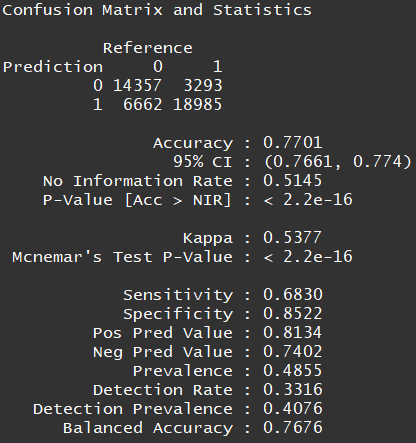 Confusion Matrix and Statistics
Reference
Prediction 0 1
0 14357 3293
1 6662 18985
Accuracy : 0.7701
95% CI : (0.7661, 0.774)
No Information Rate : 0.5145
P-Value [Acc > NIR] : < 2.2e-16
Kappa : 0.5377
Mcnemar's Test P-Value : < 2.2e-16
Sensitivity : 0.6830
Specificity : 0.8522
Pos Pred Value : 0.8134
Neg Pred Value : 0.7402
Prevalence : 0.4855
Detection Rate : 0.3316
Detection Prevalence : 0.4076
Balanced Accuracy : 0.7676